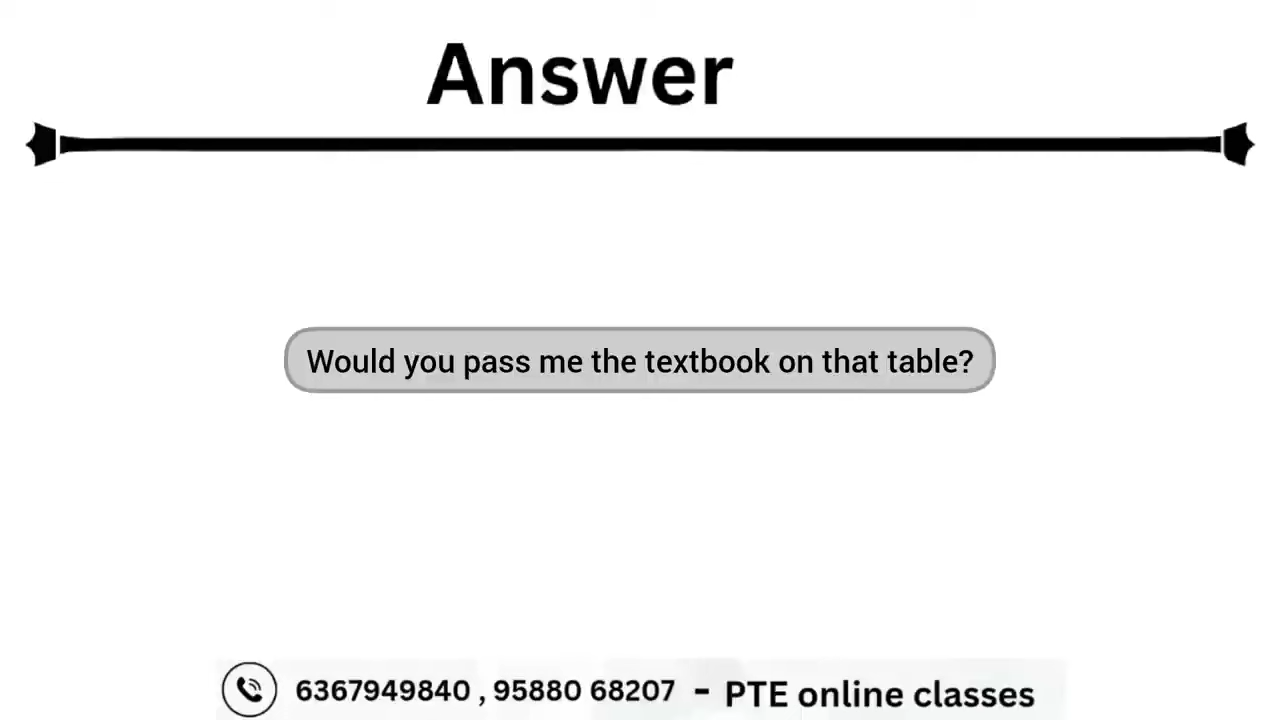 Answer
Would you pass me the textbook on that table?
6367949840 , 95880 68207 - PTE online classes